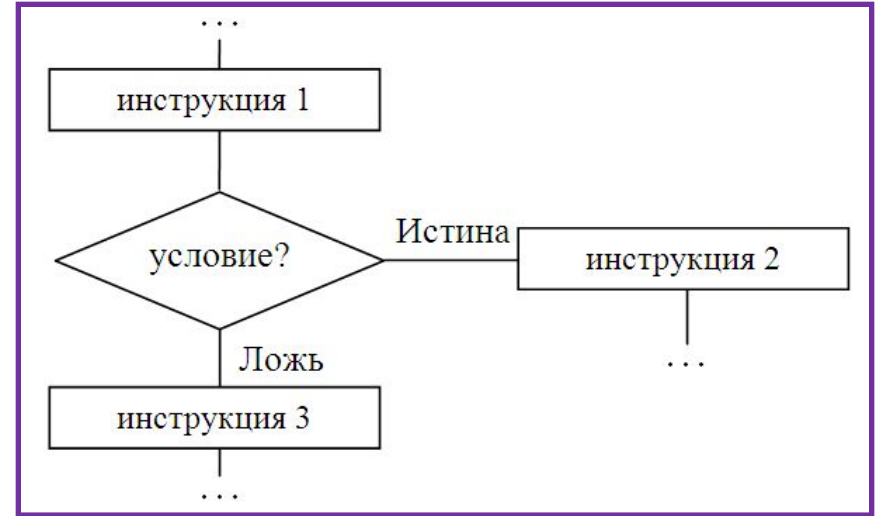 ...
инструкция 1
условие?
Истина
инструкция 2
...
Ложь
инструкция 3
...